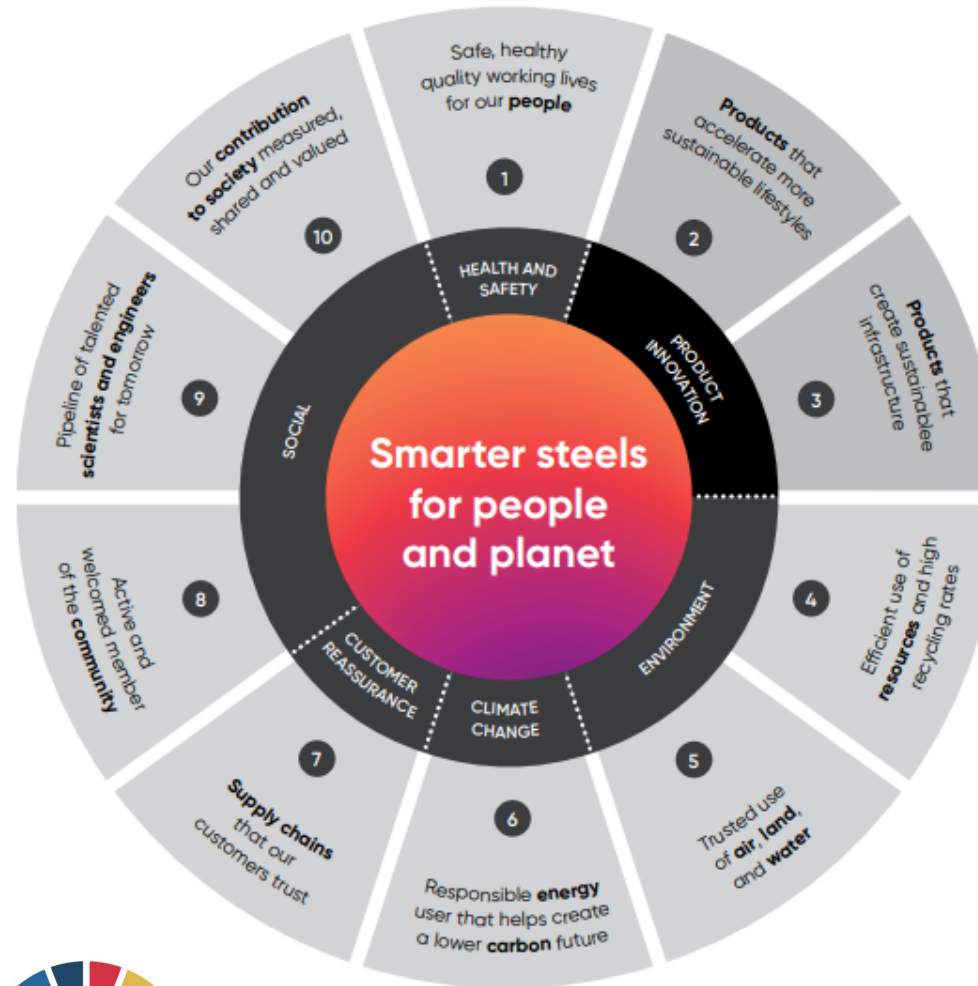 Safe, healthy
quality working lives
for our people
1
Products that
accelerate more
sustainable lifestyles
2
Products that
create sustainablee
infrastructure
3
Efficient use of
resources and high
recycling rates
4
Trusted use
of air, land,
and water
5
Responsible energy
user that helps create
a lower carbon future
6
Supply chains
that our
customers trust
7
Active and
welcomed member
of the community
8
Pipeline of talented
scientists and engineers
for tomorrow
9
Our contribution
to society measured,
shared and valued
10
HEALTH AND
SAFETY
PRODUCT
INNOVATION
ENVIRONMENT
CLIMATE
CHANGE
CUSTOMER
REASSURANCE
SOCIAL
Smarter steels
for people
and planet